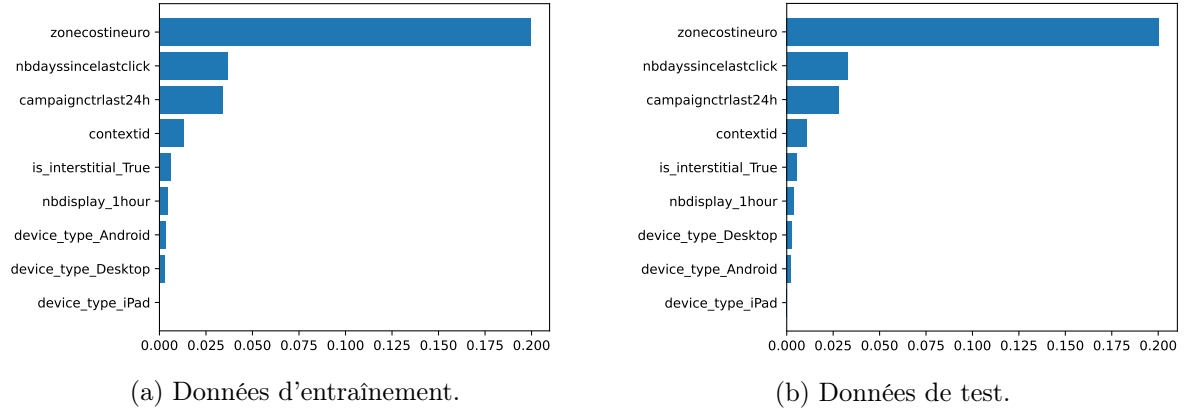 zonecostineuro
nbdayssincelastclick
campaignctrlast24h
contextid
is_interstitial_True
nbdisplay_1hour
device_type_Android
device_type_Desktop
device_type_iPad
0.000 0.025 0.050 0.075 0.100 0.125 0.150 0.175 0.200
(a) Données d'entraînement.
zonecostineuro
nbdayssincelastclick
campaignctrlast24h
contextid
is_interstitial_True
nbdisplay_1hour
device_type_Desktop
device_type_Android
device_type_iPad
0.000 0.025 0.050 0.075 0.100 0.125 0.150 0.175 0.200
(b) Données de test.